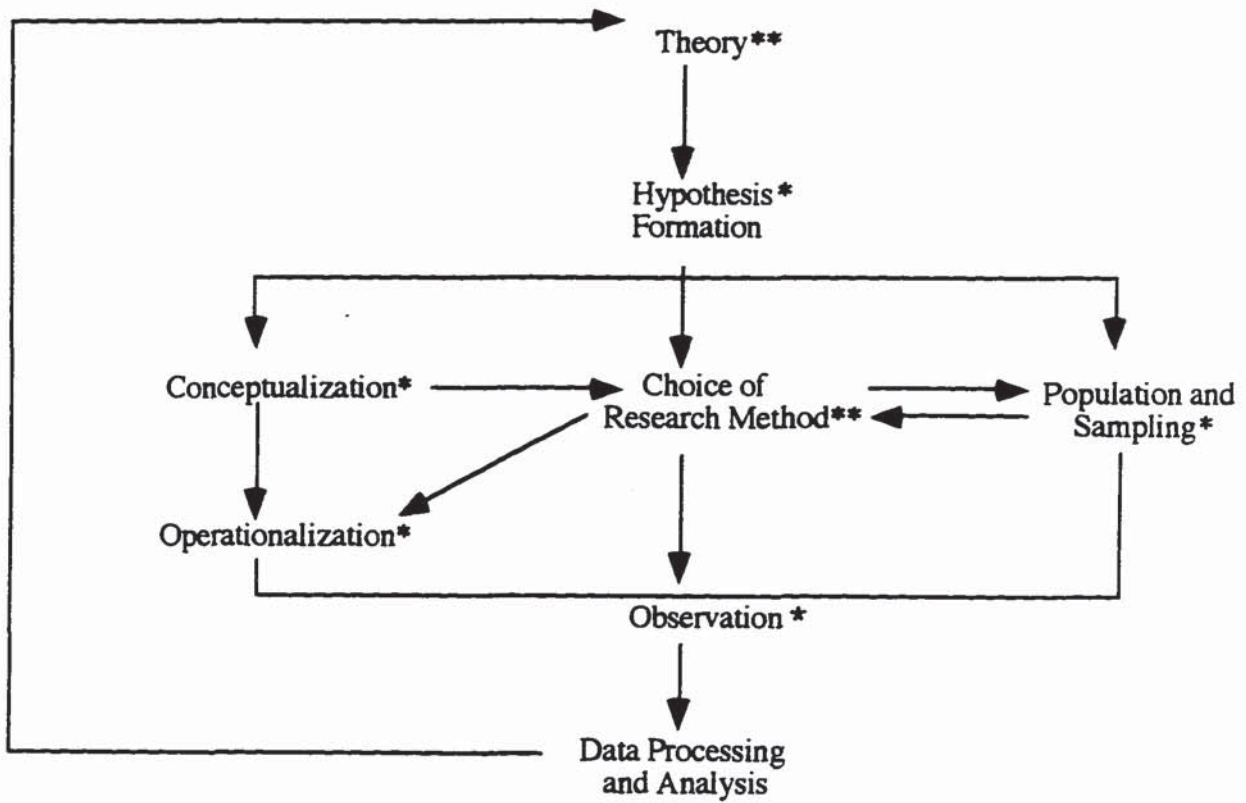 Theory**
Hypothesis*
Formation
Conceptualization*
Choice of
Research Method**
Population and
Sampling*
Operationalization*
Observation *
Data Processing
and Analysis